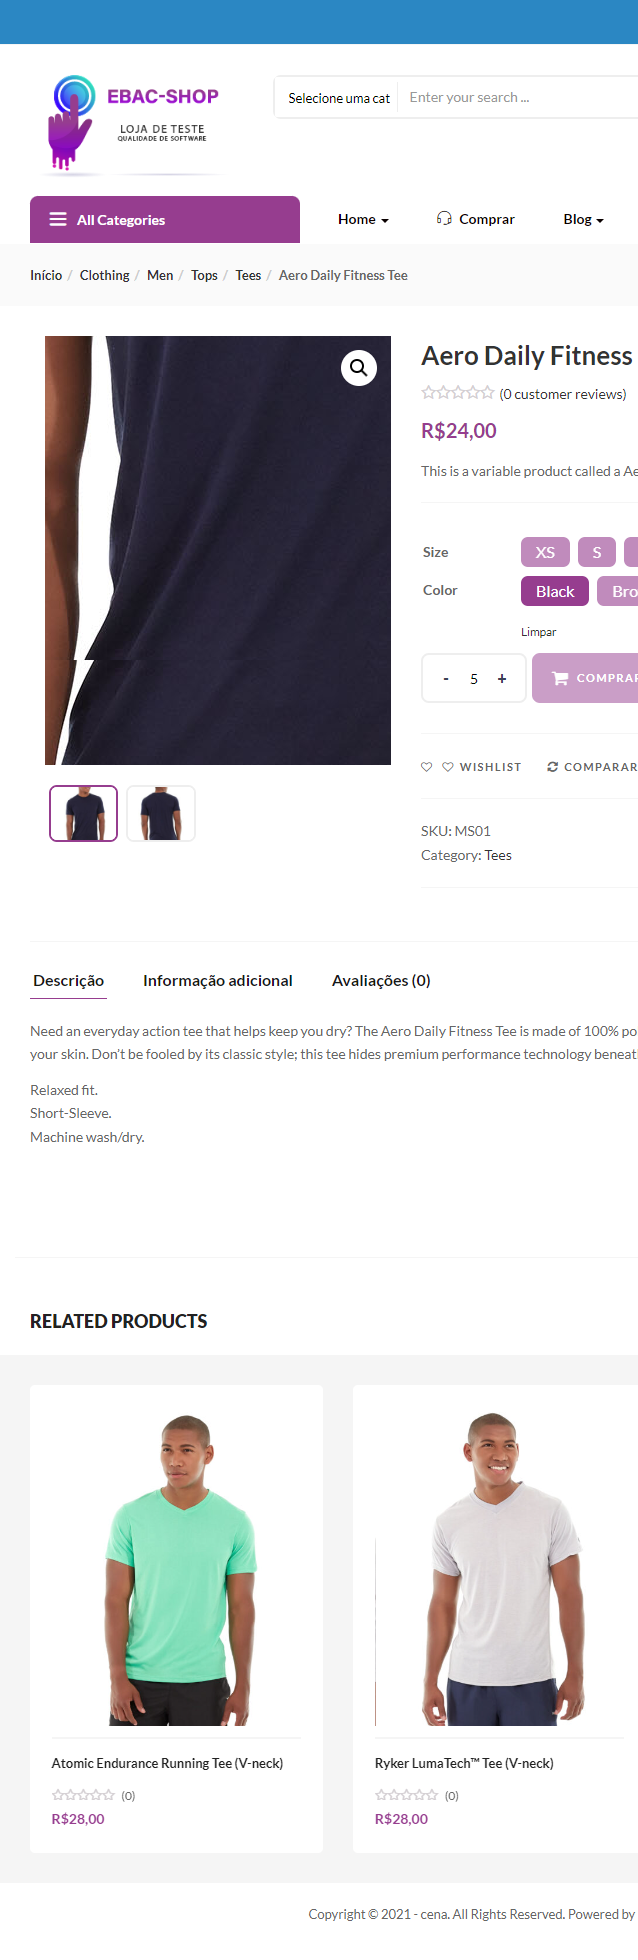 EBAC-SHOP
LOJA DE TESTE
QUALIDADE DE SOFTWARE
Selecione uma cat
Enter your search ...
All Categories
Home
Comprar
Blog
Início / Clothing / Men / Tops / Tees / Aero Daily Fitness Tee
Aero Daily Fitness
(0 customer reviews)
R$24,00
This is a variable product called a Ae
Size
XS
S
Color
Black
Bro
Limpar
- 5 +
COMPRAR
WISHLIST
COMPARAR
SKU: MS01
Category: Tees
Descrição
Informação adicional
Avaliações (0)
Need an everyday action tee that helps keep you dry? The Aero Daily Fitness Tee is made of 100% po
your skin. Don't be fooled by its classic style; this tee hides premium performance technology beneat
Relaxed fit.
Short-Sleeve.
Machine wash/dry.
RELATED PRODUCTS
Atomic Endurance Running Tee (V-neck)
(0)
R$28,00
Ryker LumaTech™ Tee (V-neck)
(0)
R$28,00
Copyright © 2021 - cena. All Rights Reserved. Powered by